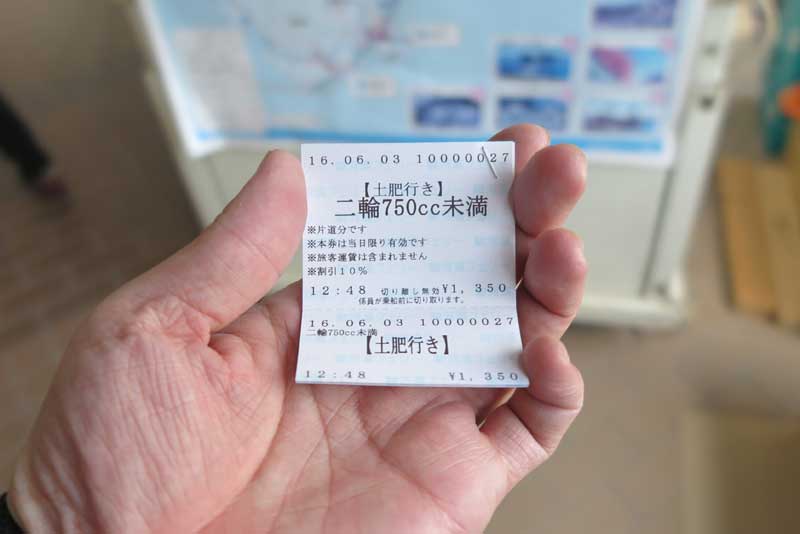 16.06.03 10000027
【土肥行き】
二輪750cc未満
※片道分です
※本券は当日限り有効です
※旅客運賃は含まれません
※割引10%
12:48 切り離し無効 ¥1,350
係員が乗船前に切り取ります。
16.06.03 10000027
二輪750cc未満
【土肥行き】
12:48 ¥1,350